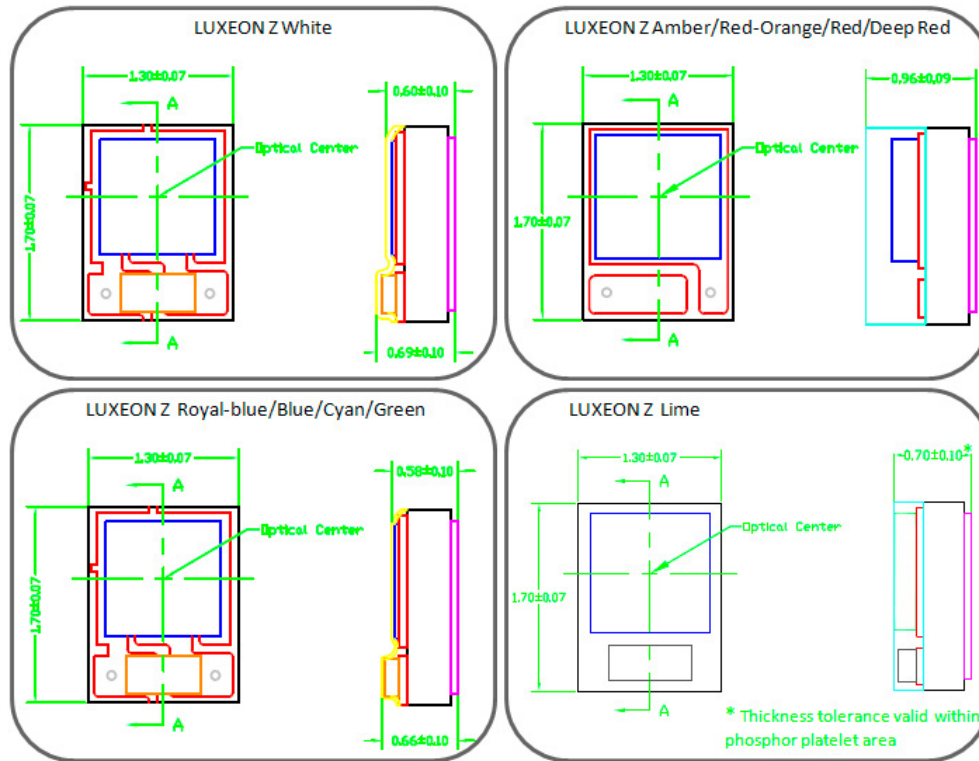 LUXEON Z White
1.30±0.07
A
0.60±0.10
Optical Center
1.70±0.07
A
0.69±0.10
LUXEON Z Amber/Red-Orange/Red/Deep Red
1.30±0.07
0.96±0.09
A
Optical Center
1.70±0.07
A
LUXEON Z Royal-blue/Blue/Cyan/Green
1.30±0.07
0.58±0.10
A
Optical Center
1.70±0.07
A
0.66±0.10
LUXEON Z Lime
1.30±0.07
0.70±0.10*
A
Optical Center
1.70±0.07
A
* Thickness tolerance valid within
phosphor platelet area